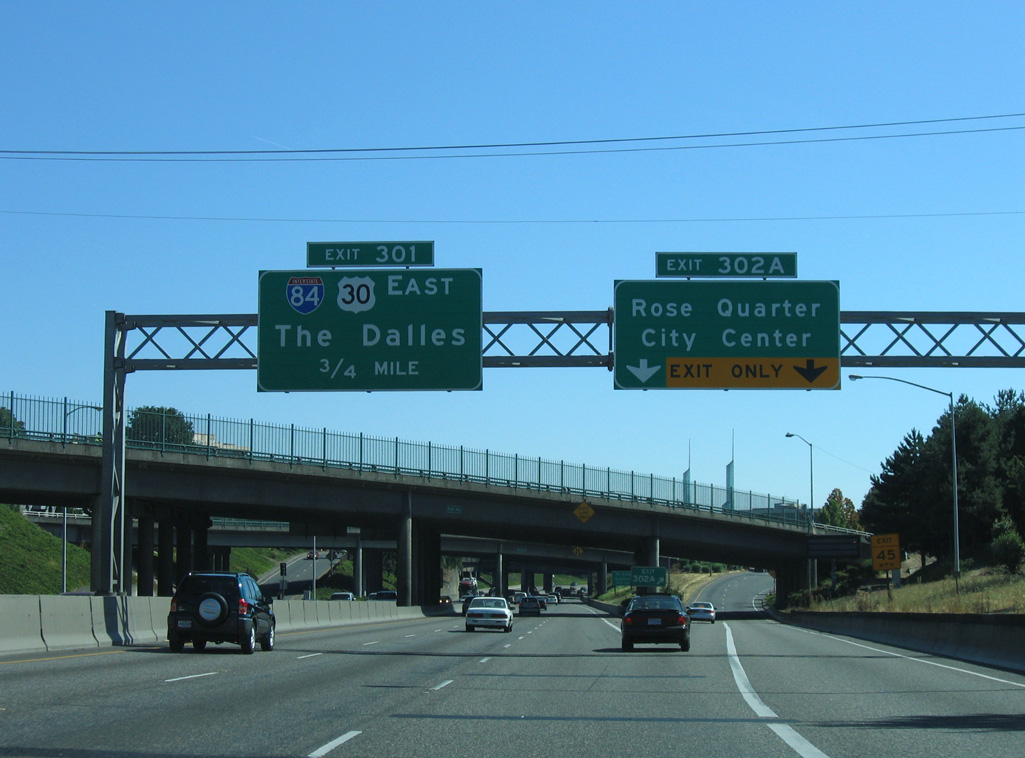 EXIT 301
INTERSTATE
84
30
EAST
The Dalles
3/4 MILE
EXIT 302A
Rose Quarter
City Center
EXIT ONLY
EXIT
45
MPH
EXIT
302A